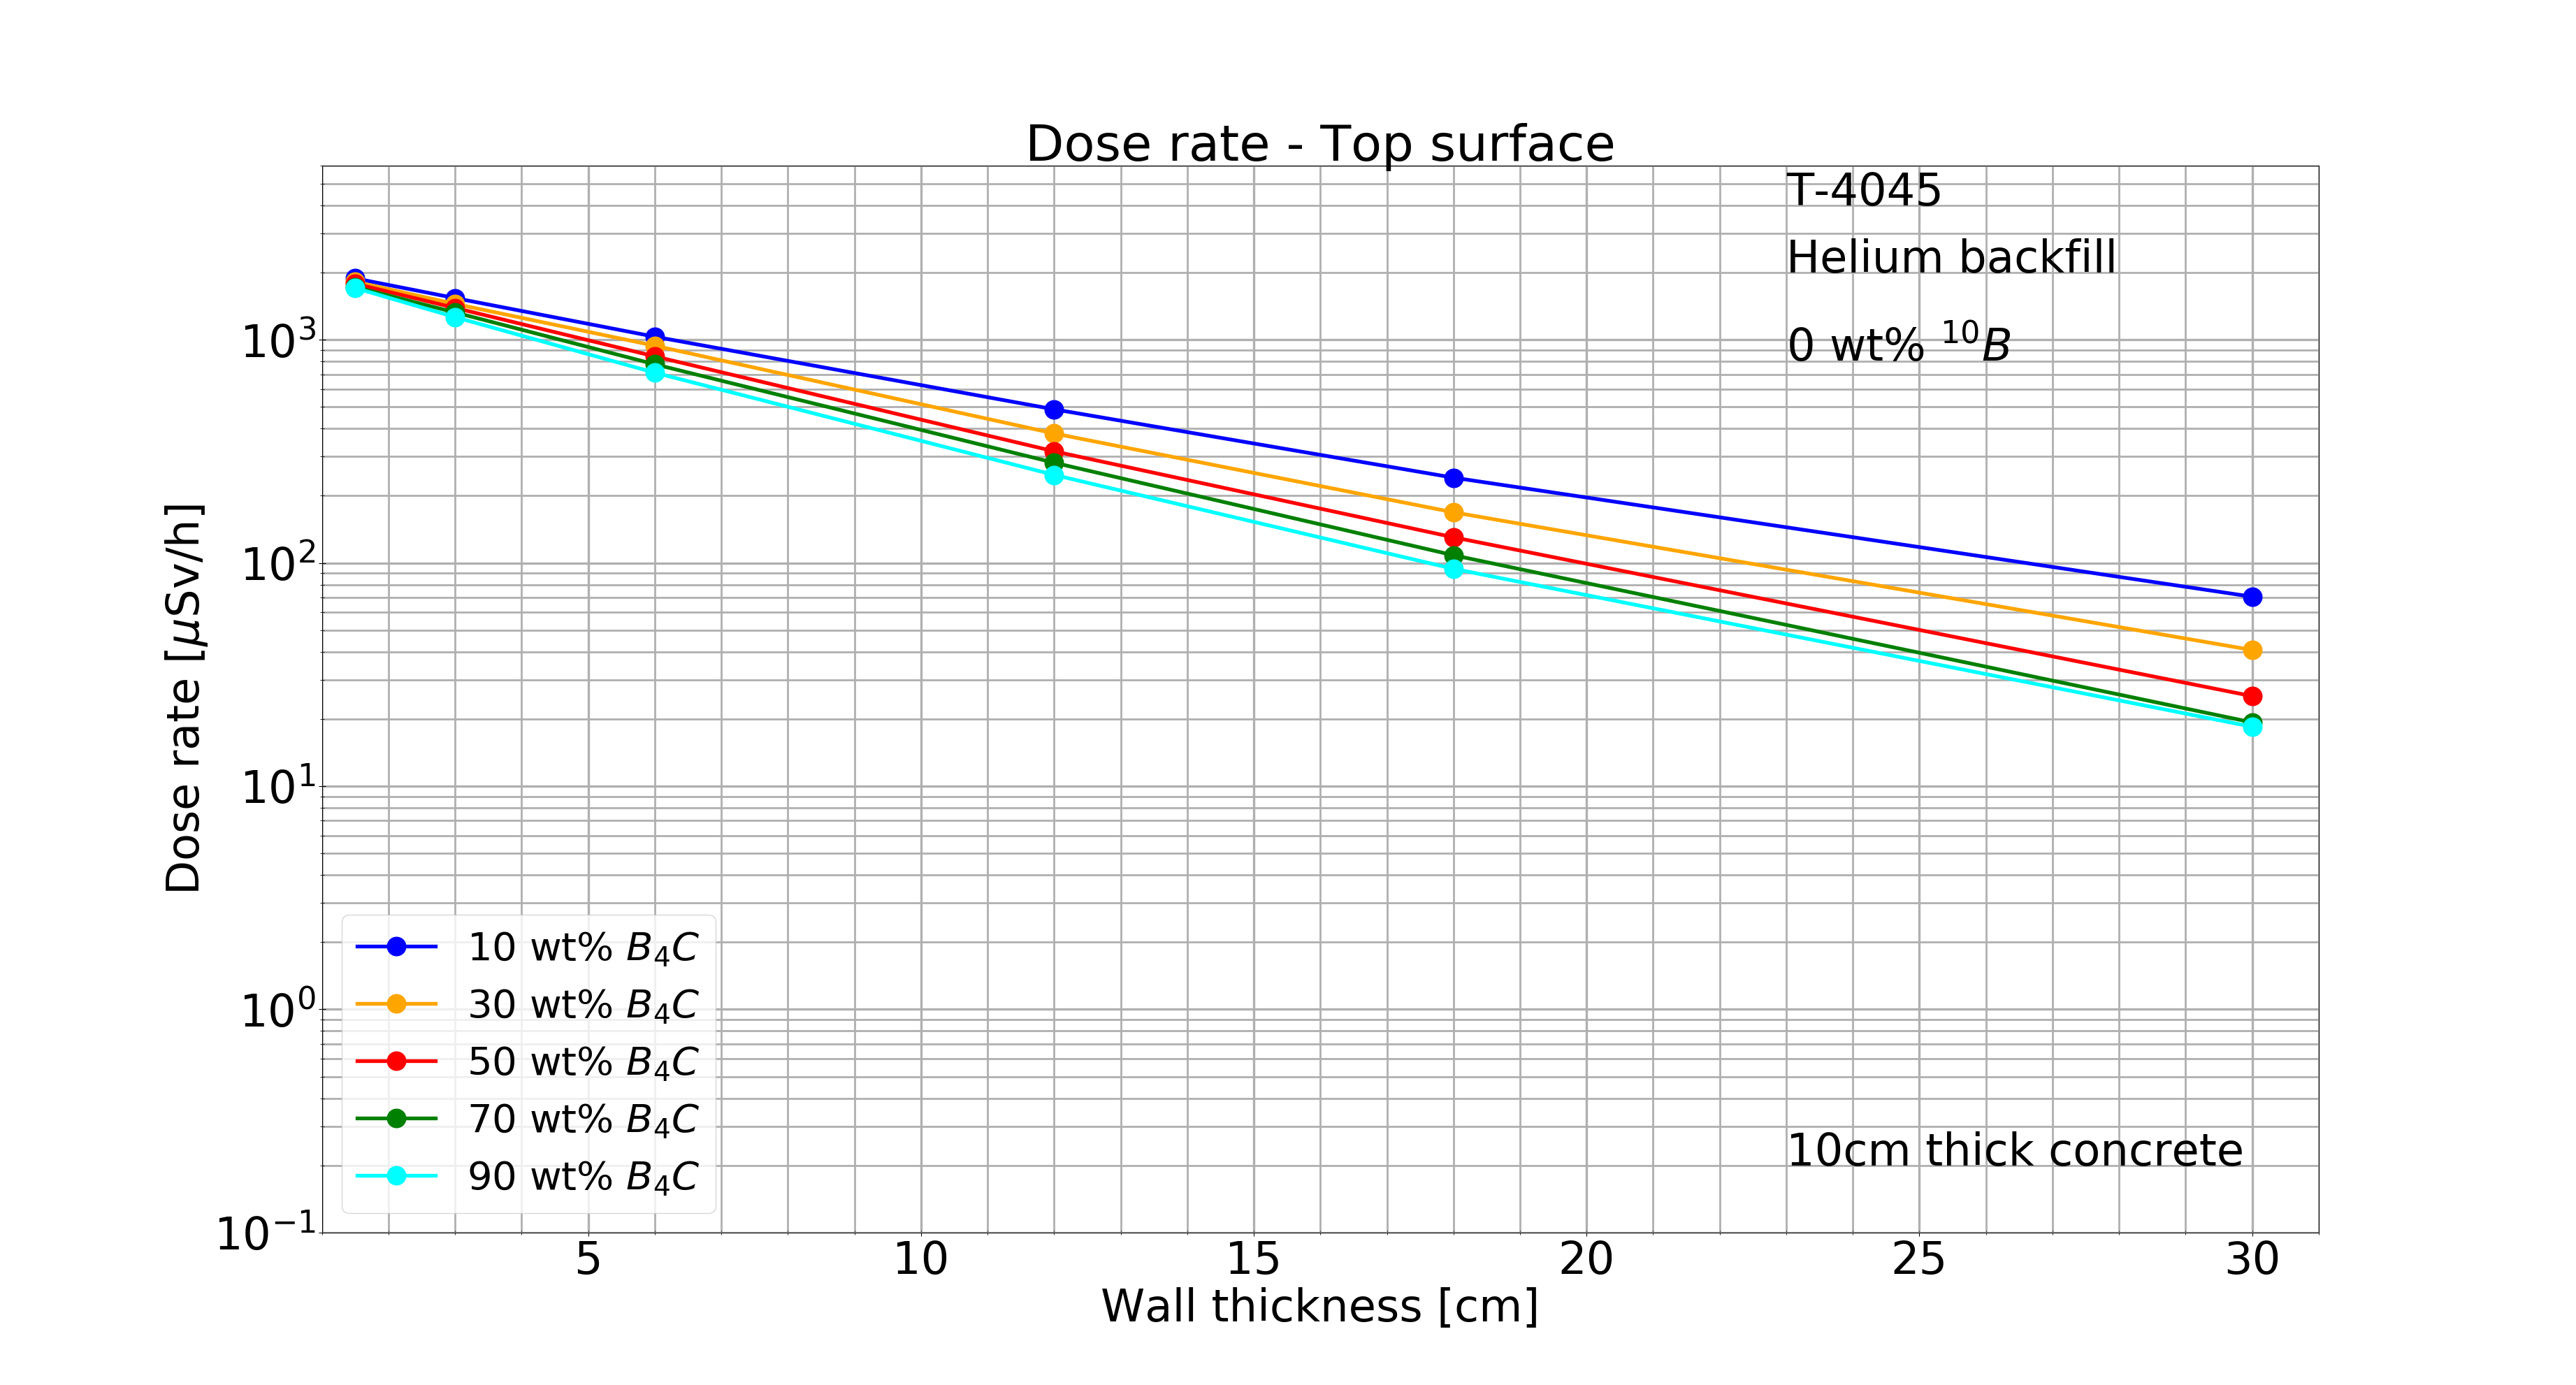 Dose rate - Top surface
T-4045
Helium backfill
0 wt% ¹⁰B
10³
10²
10¹
10⁰
10⁻¹
Dose rate [μSv/h]
10 wt% B₄C
30 wt% B₄C
50 wt% B₄C
70 wt% B₄C
90 wt% B₄C
10cm thick concrete
5 10 15 20 25 30
Wall thickness [cm]